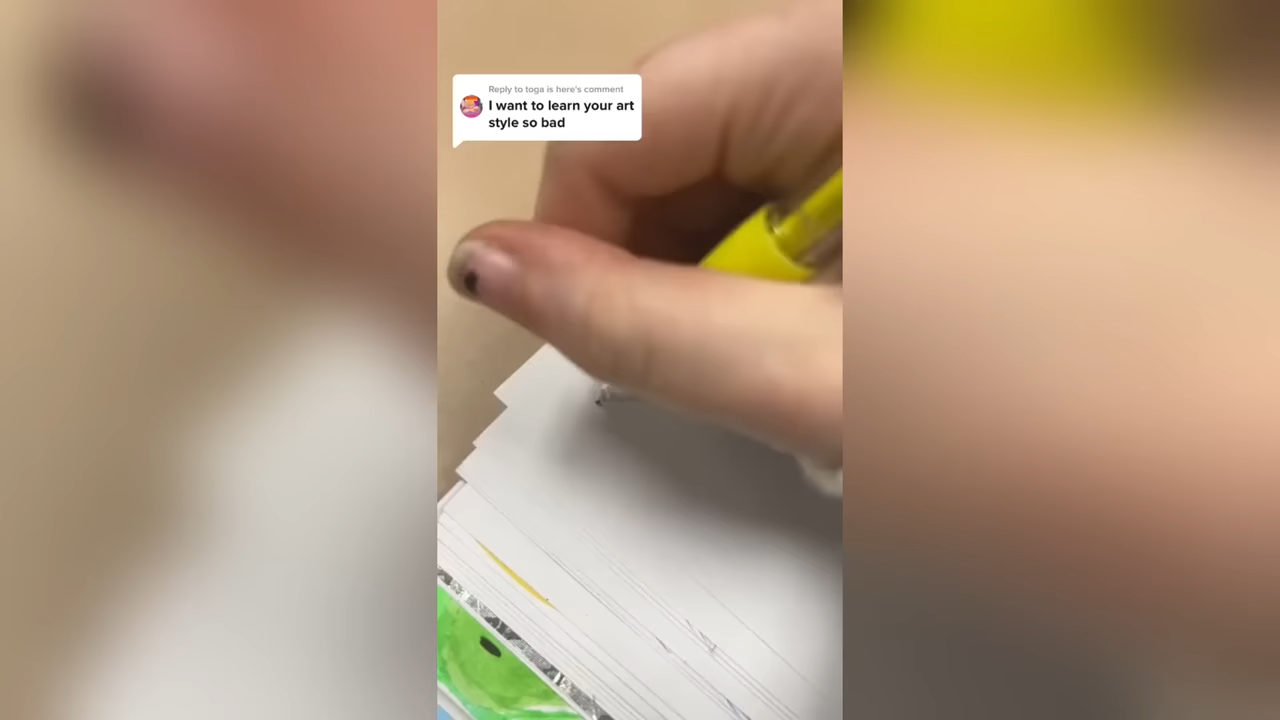 Reply to toga is here's comment
I want to learn your art
style so bad